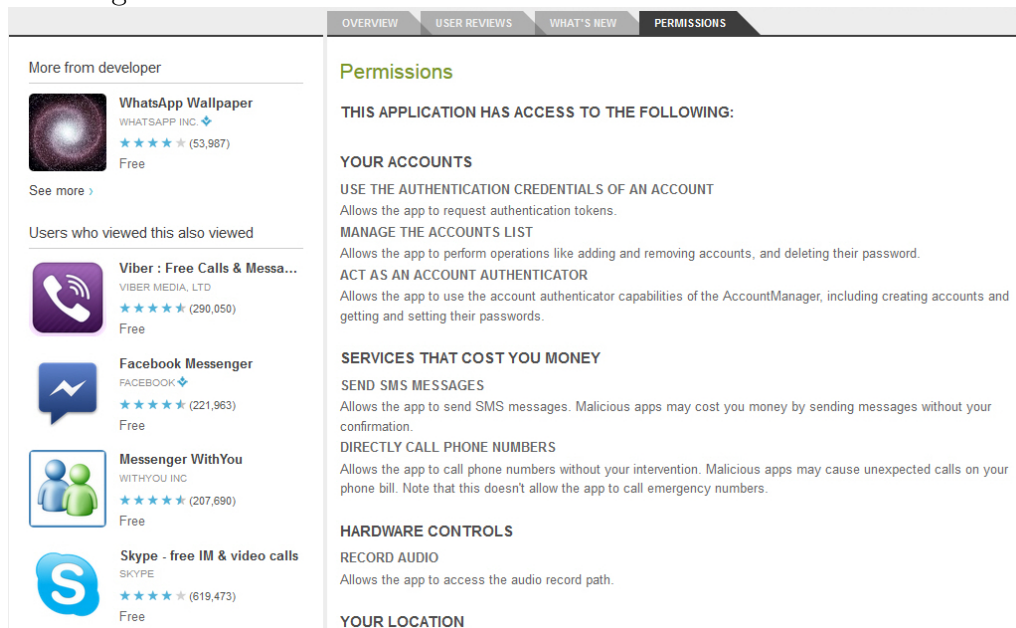 OVERVIEW
USER REVIEWS
WHAT'S NEW
PERMISSIONS
More from developer
WhatsApp Wallpaper
WHATSAPP INC.
(53,987)
Free
See more ›
Users who viewed this also viewed
Viber : Free Calls & Messa...
VIBER MEDIA, LTD
(290,050)
Free
Facebook Messenger
FACEBOOK
(221,963)
Free
Messenger WithYou
WITHYOU INC
(207,690)
Free
Skype - free IM & video calls
SKYPE
(619,473)
Free
Permissions
THIS APPLICATION HAS ACCESS TO THE FOLLOWING:
YOUR ACCOUNTS
USE THE AUTHENTICATION CREDENTIALS OF AN ACCOUNT
Allows the app to request authentication tokens.
MANAGE THE ACCOUNTS LIST
Allows the app to perform operations like adding and removing accounts, and deleting their password.
ACT AS AN ACCOUNT AUTHENTICATOR
Allows the app to use the account authenticator capabilities of the AccountManager, including creating accounts and
getting and setting their passwords.
SERVICES THAT COST YOU MONEY
SEND SMS MESSAGES
Allows the app to send SMS messages. Malicious apps may cost you money by sending messages without your
confirmation.
DIRECTLY CALL PHONE NUMBERS
Allows the app to call phone numbers without your intervention. Malicious apps may cause unexpected calls on your
phone bill. Note that this doesn't allow the app to call emergency numbers.
HARDWARE CONTROLS
RECORD AUDIO
Allows the app to access the audio record path.
YOUR LOCATION